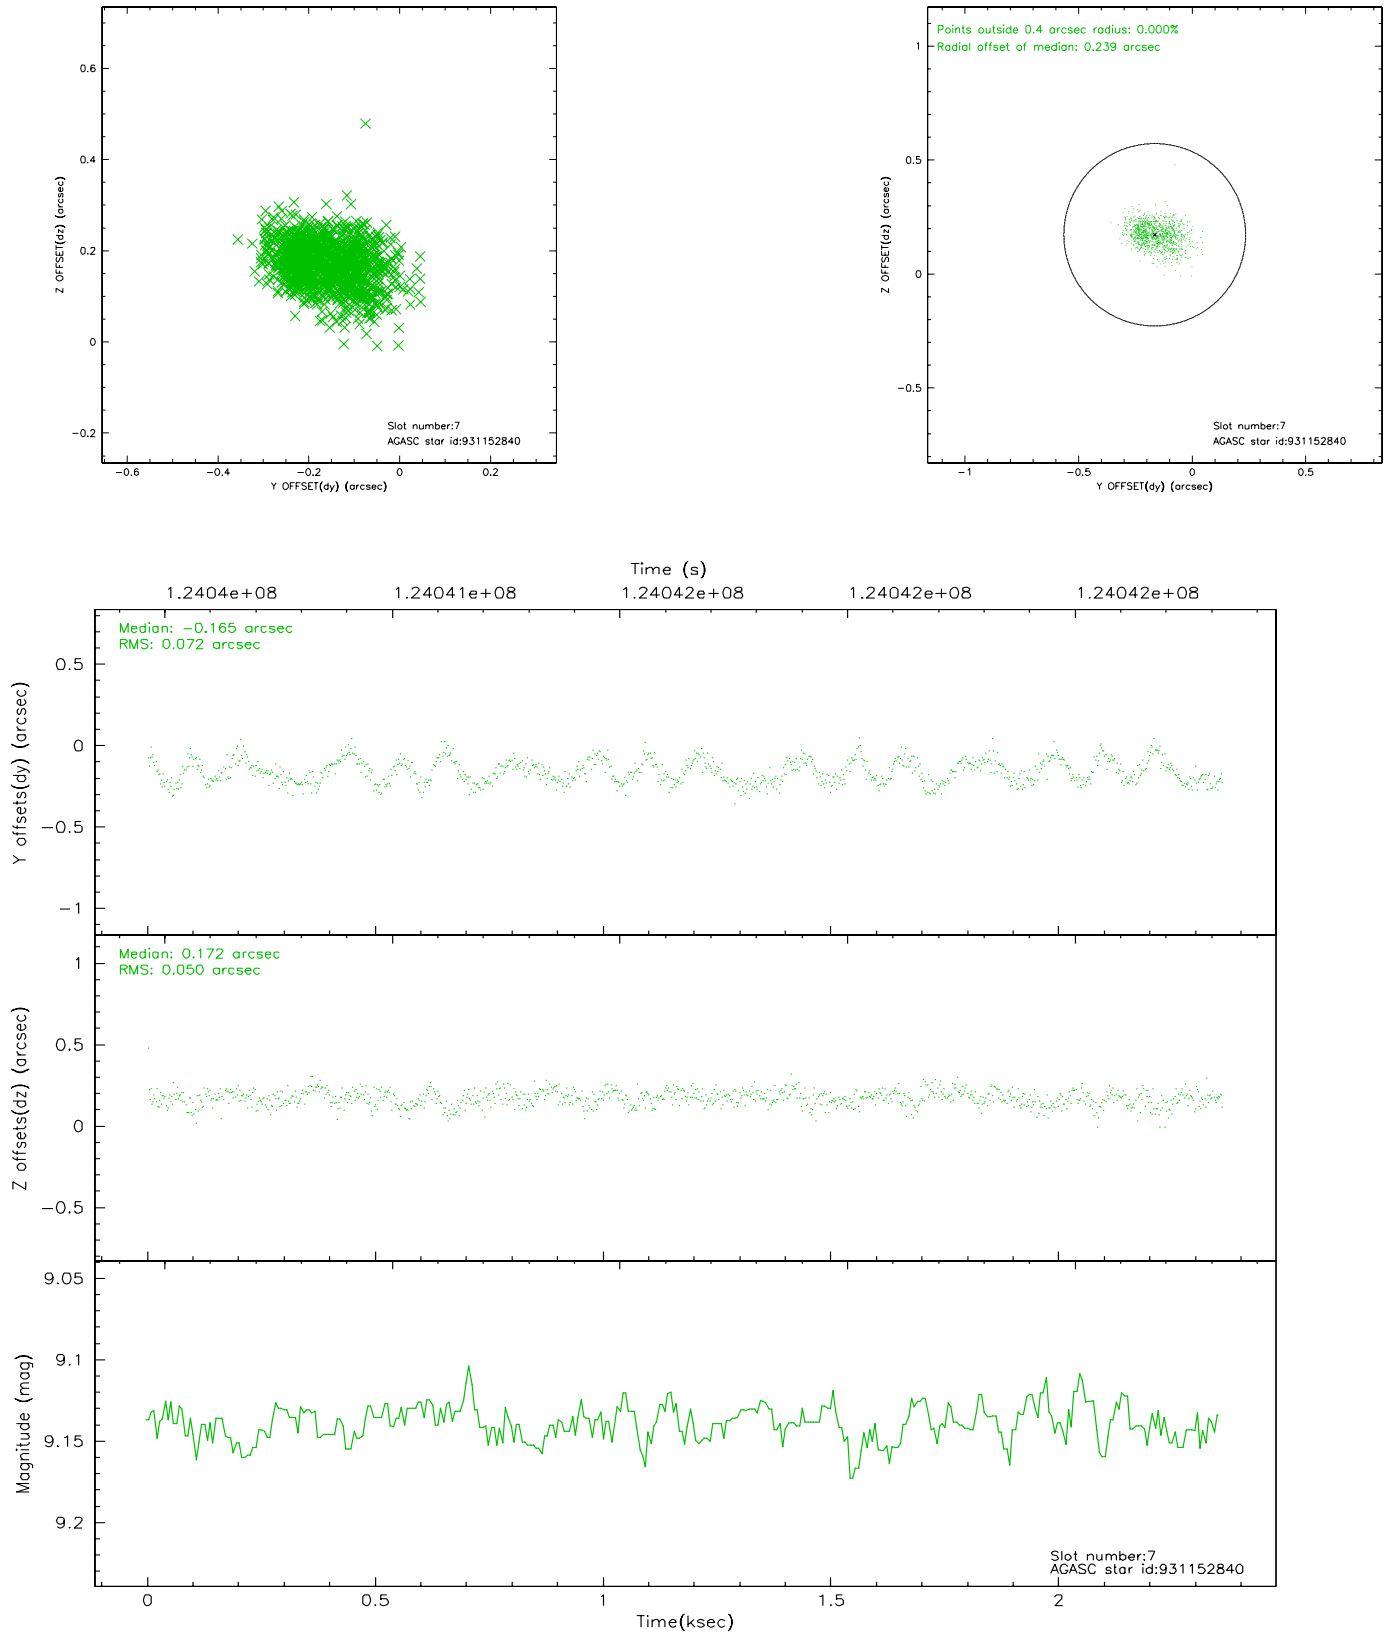 0.6
0.4
0.2
0
-0.2
-0.6
-0.4
-0.2
0
0.2
Z OFFSET(dz) (arcsec)
Y OFFSET(dy) (arcsec)
Slot number:7
AGASC star id:931152840
Points outside 0.4 arcsec radius: 0.000%
Radial offset of median: 0.239 arcsec
1
0.5
0
-0.5
-1
-0.5
0
0.5
Z OFFSET(dz) (arcsec)
Y OFFSET(dy) (arcsec)
Slot number:7
AGASC star id:931152840
Time (s)
1.2404e+08
1.24041e+08
1.24042e+08
1.24042e+08
1.24042e+08
Median: -0.165 arcsec
RMS: 0.072 arcsec
0.5
0
-0.5
-1
Y offsets(dy) (arcsec)
Median: 0.172 arcsec
RMS: 0.050 arcsec
1
0.5
0
-0.5
Z offsets(dz) (arcsec)
9.05
9.1
9.15
9.2
Magnitude (mag)
Slot number:7
AGASC star id:931152840
0
0.5
1
1.5
2
Time(ksec)